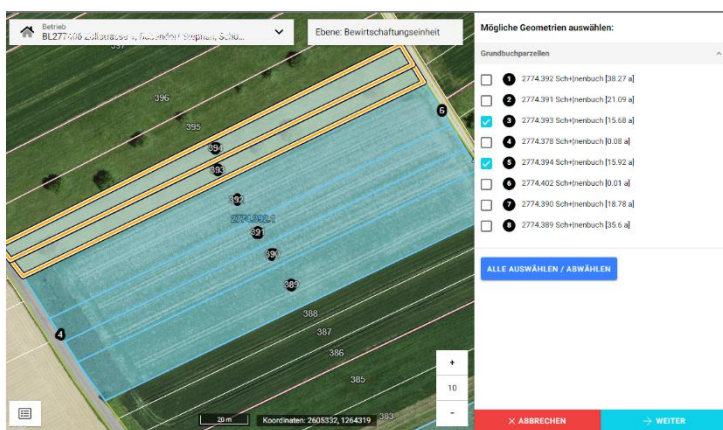 Betrieb
Ebene: Bewirtschaftungseinheit
397
396
395
394
393
392
2774.392.1
391
390
389
388
387
386
385
383
6
4
+
10
-
20 m
Koordinaten: 2605332, 1264319
Mögliche Geometrien auswählen:
Grundbuchparzellen
1 2774.392 Sch+|nenbuch [38.27 a]
2 2774.391 Sch+|nenbuch [21.09 a]
3 2774.393 Sch+|nenbuch [15.68 a]
4 2774.378 Sch+|nenbuch [0.08 a]
5 2774.394 Sch+|nenbuch [15.92 a]
6 2774.402 Sch+|nenbuch [0.01 a]
7 2774.390 Sch+|nenbuch [18.78 a]
8 2774.389 Sch+|nenbuch [35.6 a]
ALLE AUSWÄHLEN / ABWÄHLEN
ABBRECHEN
WEITER